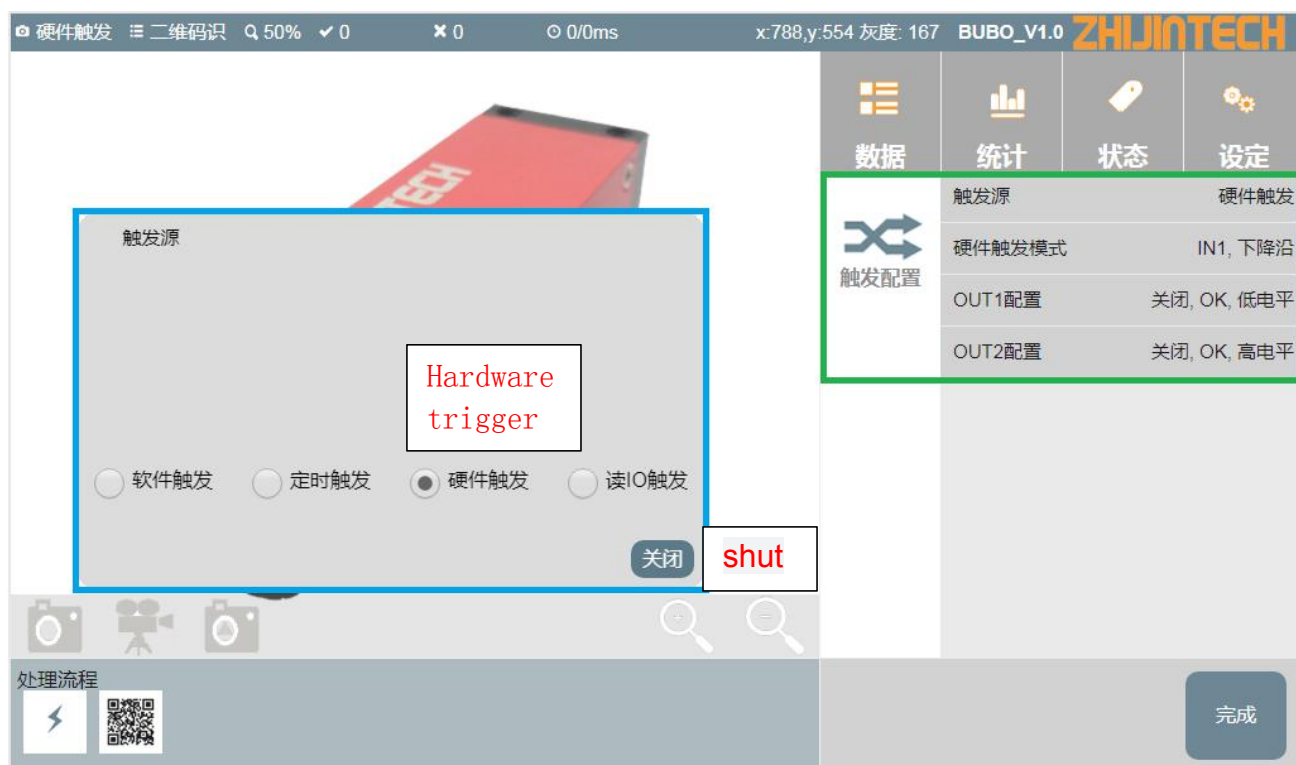 硬件触发 二维码识 50% 0 0 0/0ms x:788,y:554 灰度: 167 BUBO_V1.0 ZHIJINTECH
数据 统计 状态 设定
TECH
触发配置
触发源 硬件触发
硬件触发模式 IN1, 下降沿
OUT1配置 关闭, OK, 低电平
OUT2配置 关闭, OK, 高电平
触发源
Hardware
trigger
软件触发 定时触发 硬件触发 读IO触发
关闭
shut
处理流程
完成